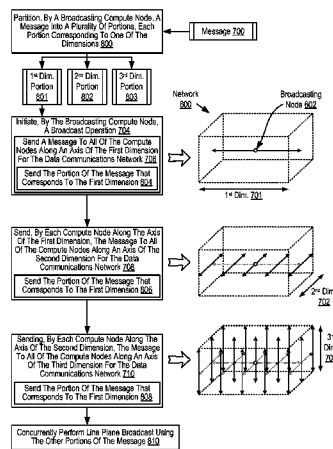 Partition, By A Broadcasting Compute Node, A
Message Into A Plurality Of Portions, Each
Portion Corresponding To One Of The
Dimensions 800
Message 700
1st Dim.
Portion
801
2nd Dim.
Portion
802
3rd Dim.
Portion
803
Initiate, By The Broadcasting Compute Node,
A Broadcast Operation 704
Send A Message To All Of The Compute
Nodes Along An Axis Of The First Dimension
For The Data Communications Network 706
Send The Portion Of The Message That
Corresponds To The First Dimension 804
Network
600
Broadcasting
Node 602
1st Dim. 701
Send, By Each Compute Node Along The Axis
Of The First Dimension, The Message To All
Of The Compute Nodes Along An Axis Of The
Second Dimension For The Data
Communications Network
708
Send The Portion Of The Message That
Corresponds To The First Dimension 806
2nd Dim
702
Sending, By Each Compute Node Along The
Axis Of The Second Dimension, The Message
To All Of The Compute Nodes Along An Axis
Of The Third Dimension For The Data
Communications Network
710
Send The Portion Of The Message That
Corresponds To The First Dimension 808
Concurrently Perform Line Plane Broadcast Using
The Other Portions Of The Message 810